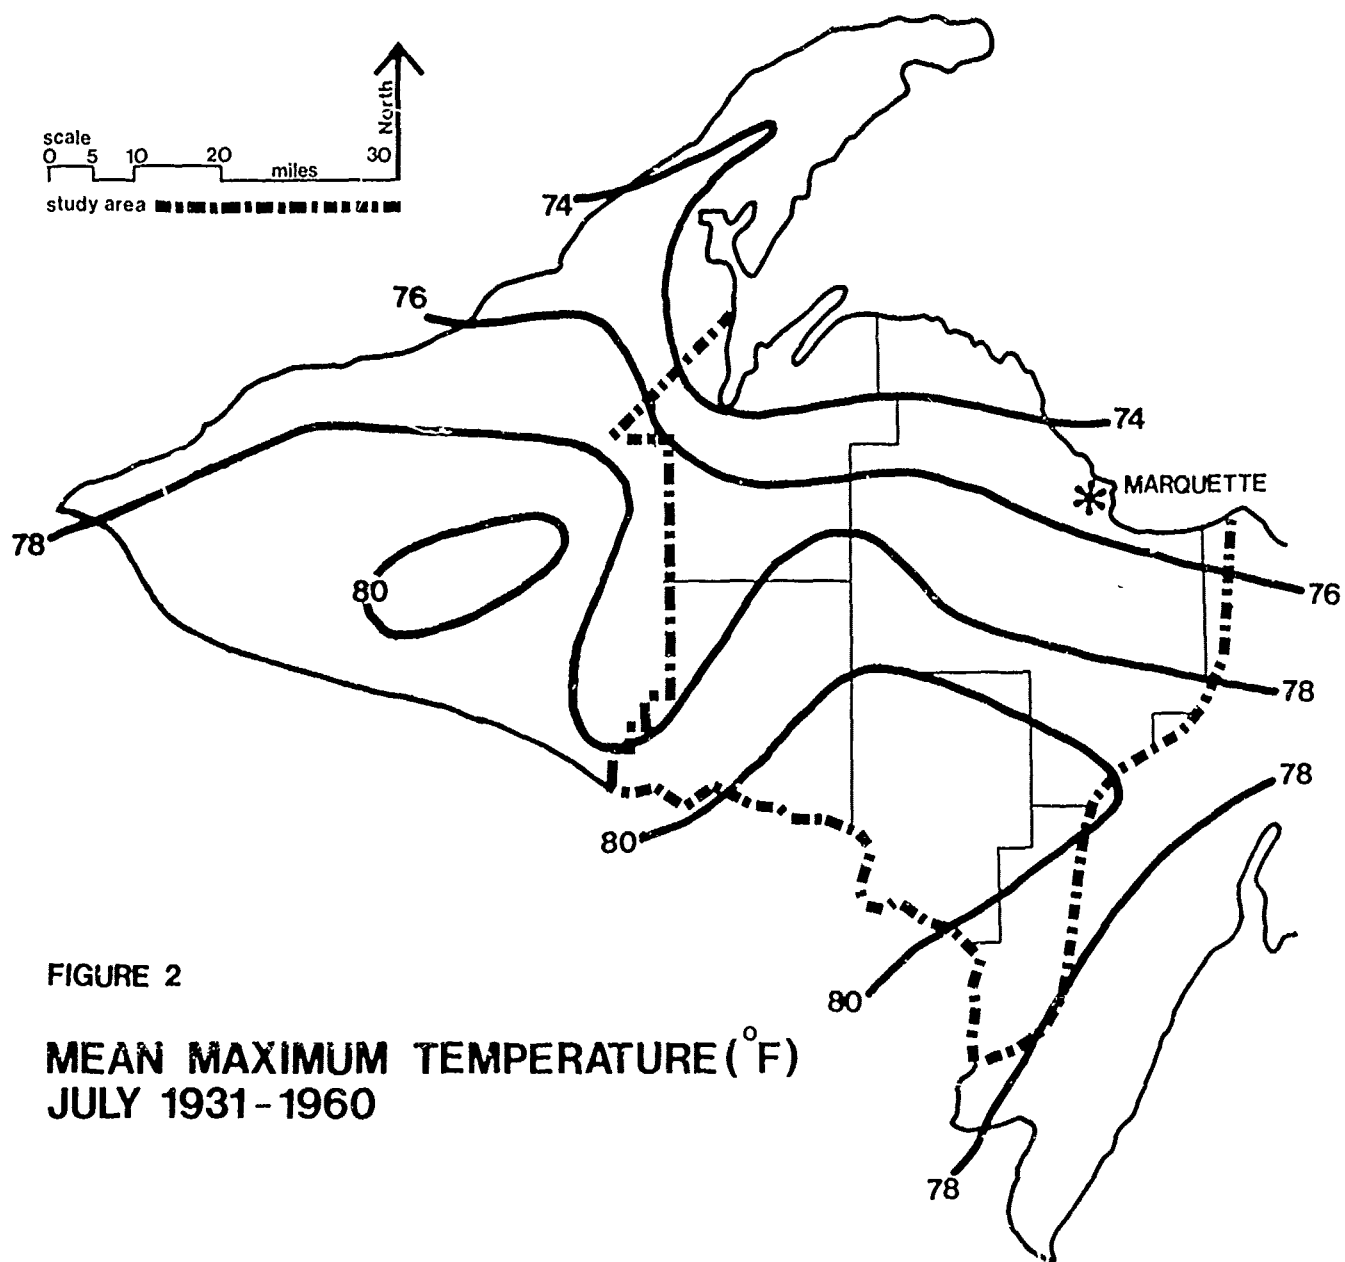 North
scale
0 5 10 20 30
miles
study area
74
76
74
MARQUETTE
78
80
76
78
78
80
80
78
FIGURE 2
MEAN MAXIMUM TEMPERATURE (°F)
JULY 1931-1960